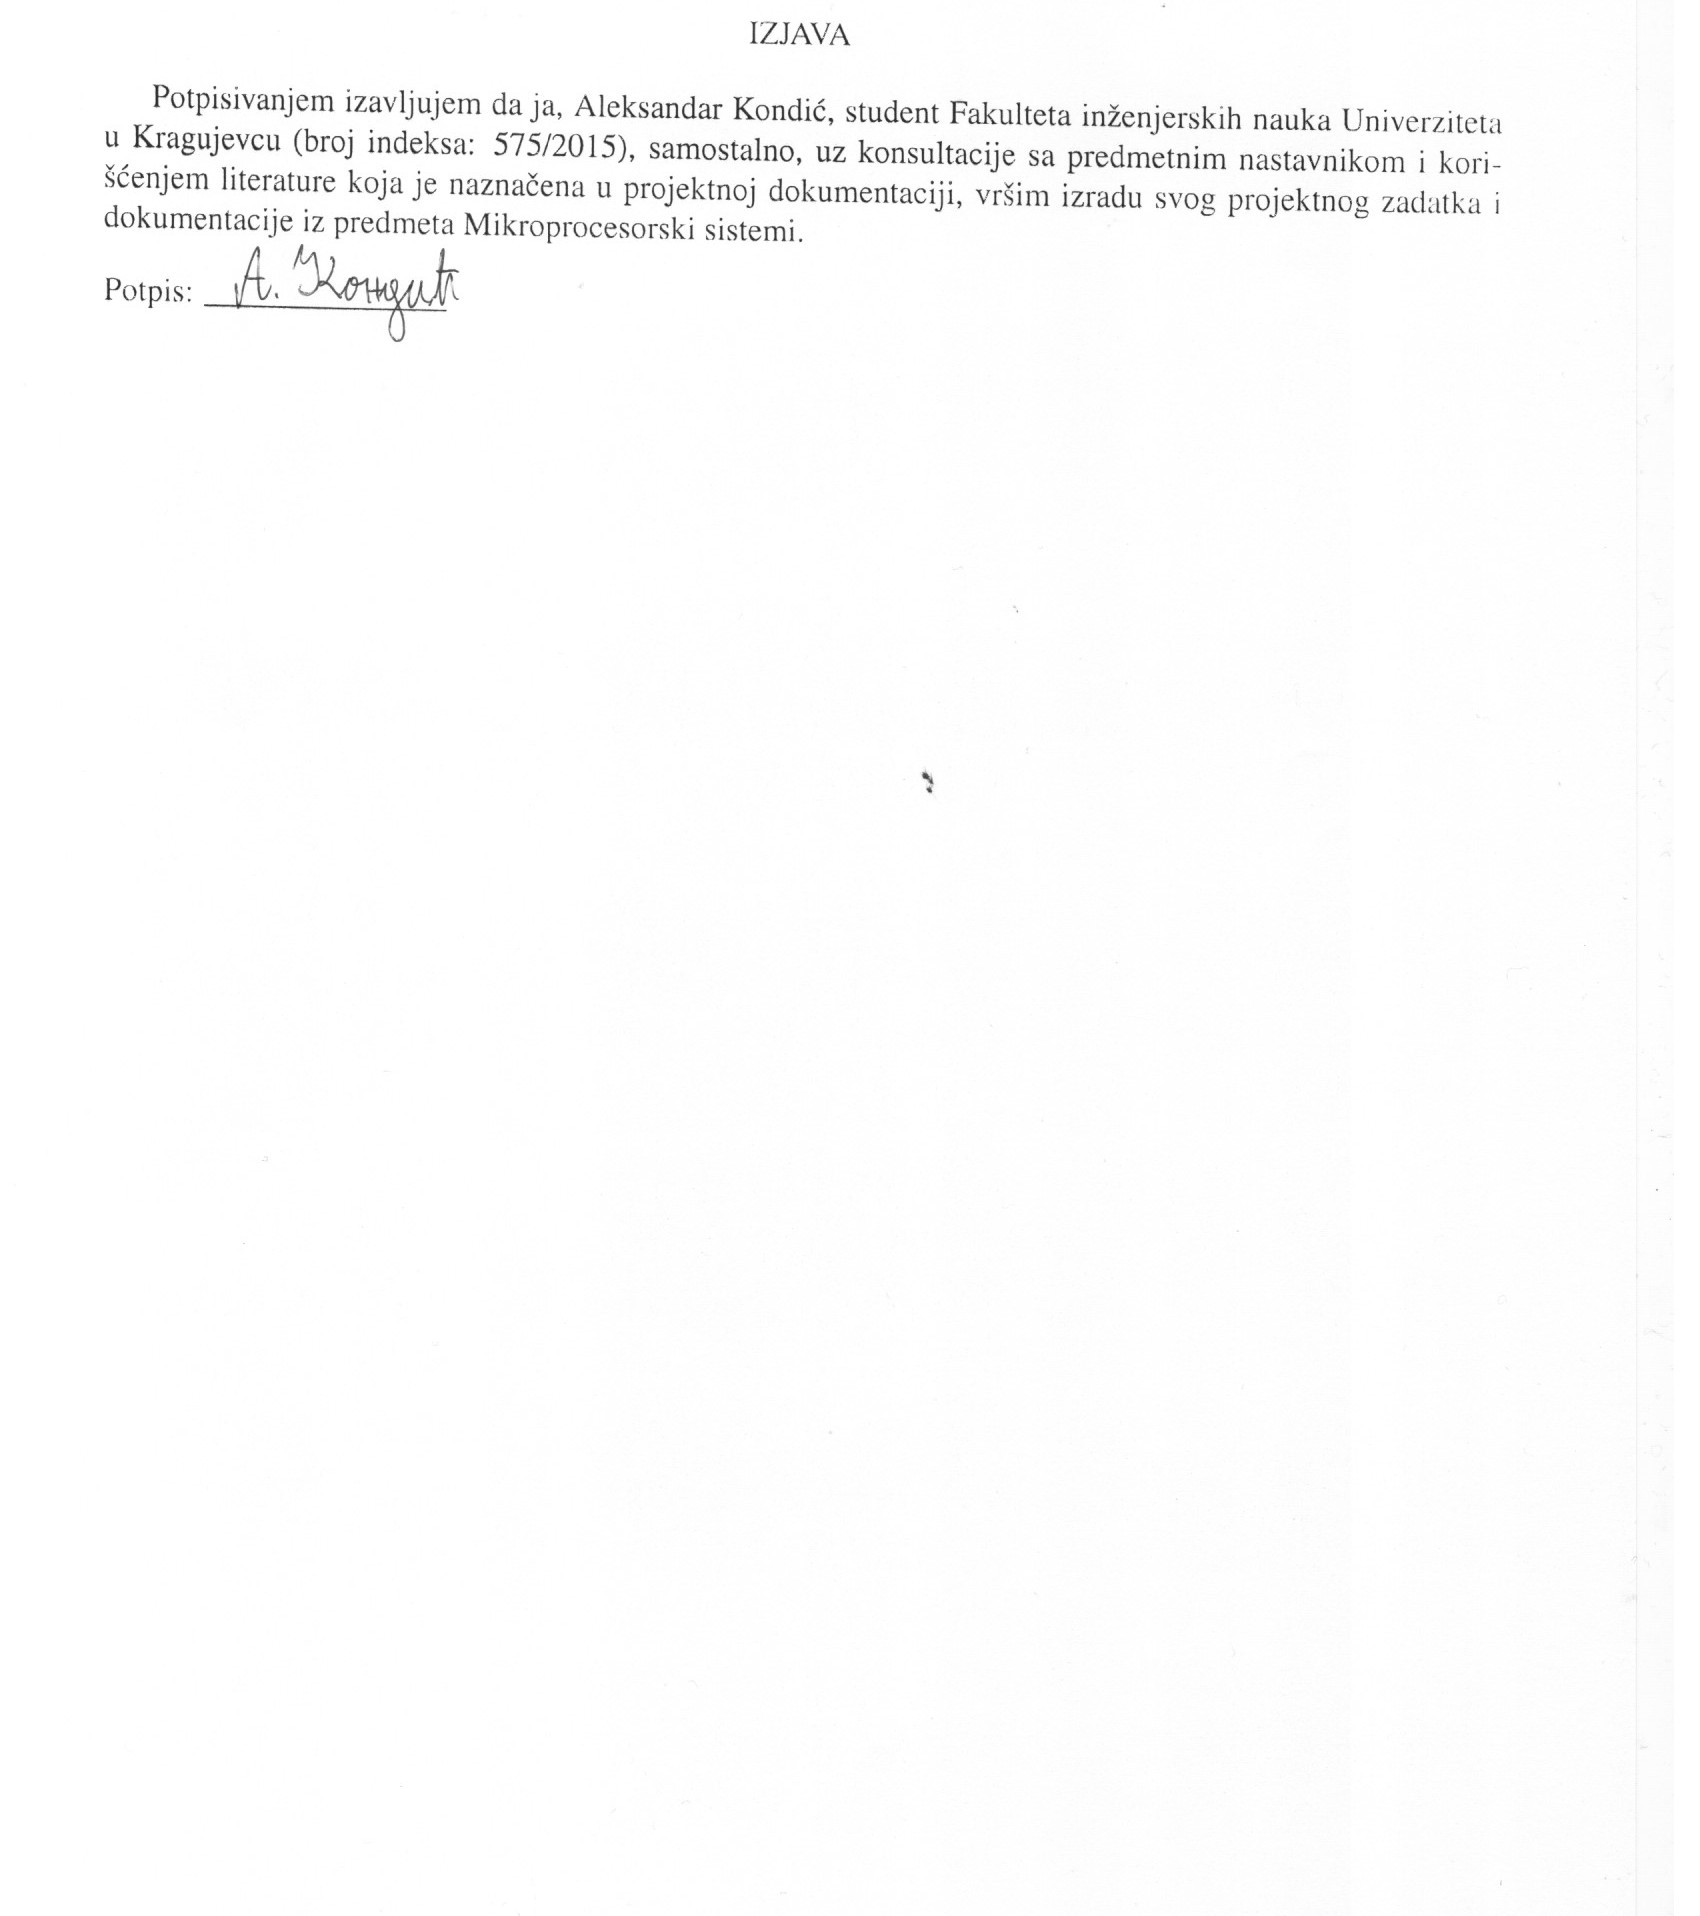 IZJAVA
Potpisivanjem izavljujem da ja, Aleksandar Kondić, student Fakulteta inženjerskih nauka Univerziteta
u Kragujevcu (broj indeksa: 575/2015), samostalno, uz konsultacije sa predmetnim nastavnikom i kori-
šćenjem literature koja je naznačena u projektnoj dokumentaciji, vršim izradu svog projektnog zadatka i
dokumentacije iz predmeta Mikroprocesorski sistemi.
Potpis: А. Кондић